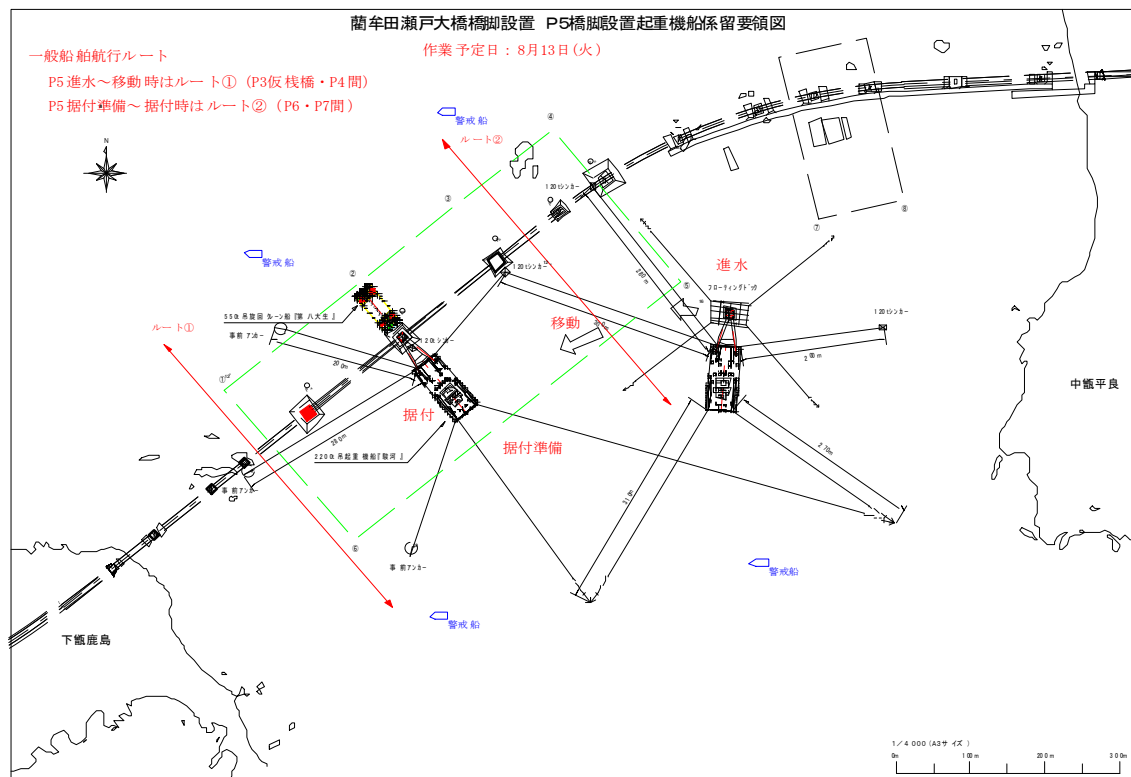 藺牟田瀬戸大橋橋脚設置 P5橋脚設置起重機船係留要領図
作業予定日：8月13日(火)
一般船舶航行ルート
P5進水～移動時はルート①（P3仮桟橋・P4間）
P5据付準備～据付時はルート②（P6・P7間）
N
警戒船
ルート②
④
③
120tシンカー
⑧
⑦
進水
フローティングドック
⑤
280m
警戒船
②
120tシンカー
550t吊旋回クレーン船『第八大生』
事前アンカー
120tシンカー
移動
120tシンカー
200m
ルート①
①
据付
中甑平良
280m
据付準備
2200t吊起重機船『駿河』
270m
310m
事前アンカー
⑥
事前アンカー
警戒船
警戒船
下甑鹿島
1/4000(A3サイズ)
0m 100m 200m 300m